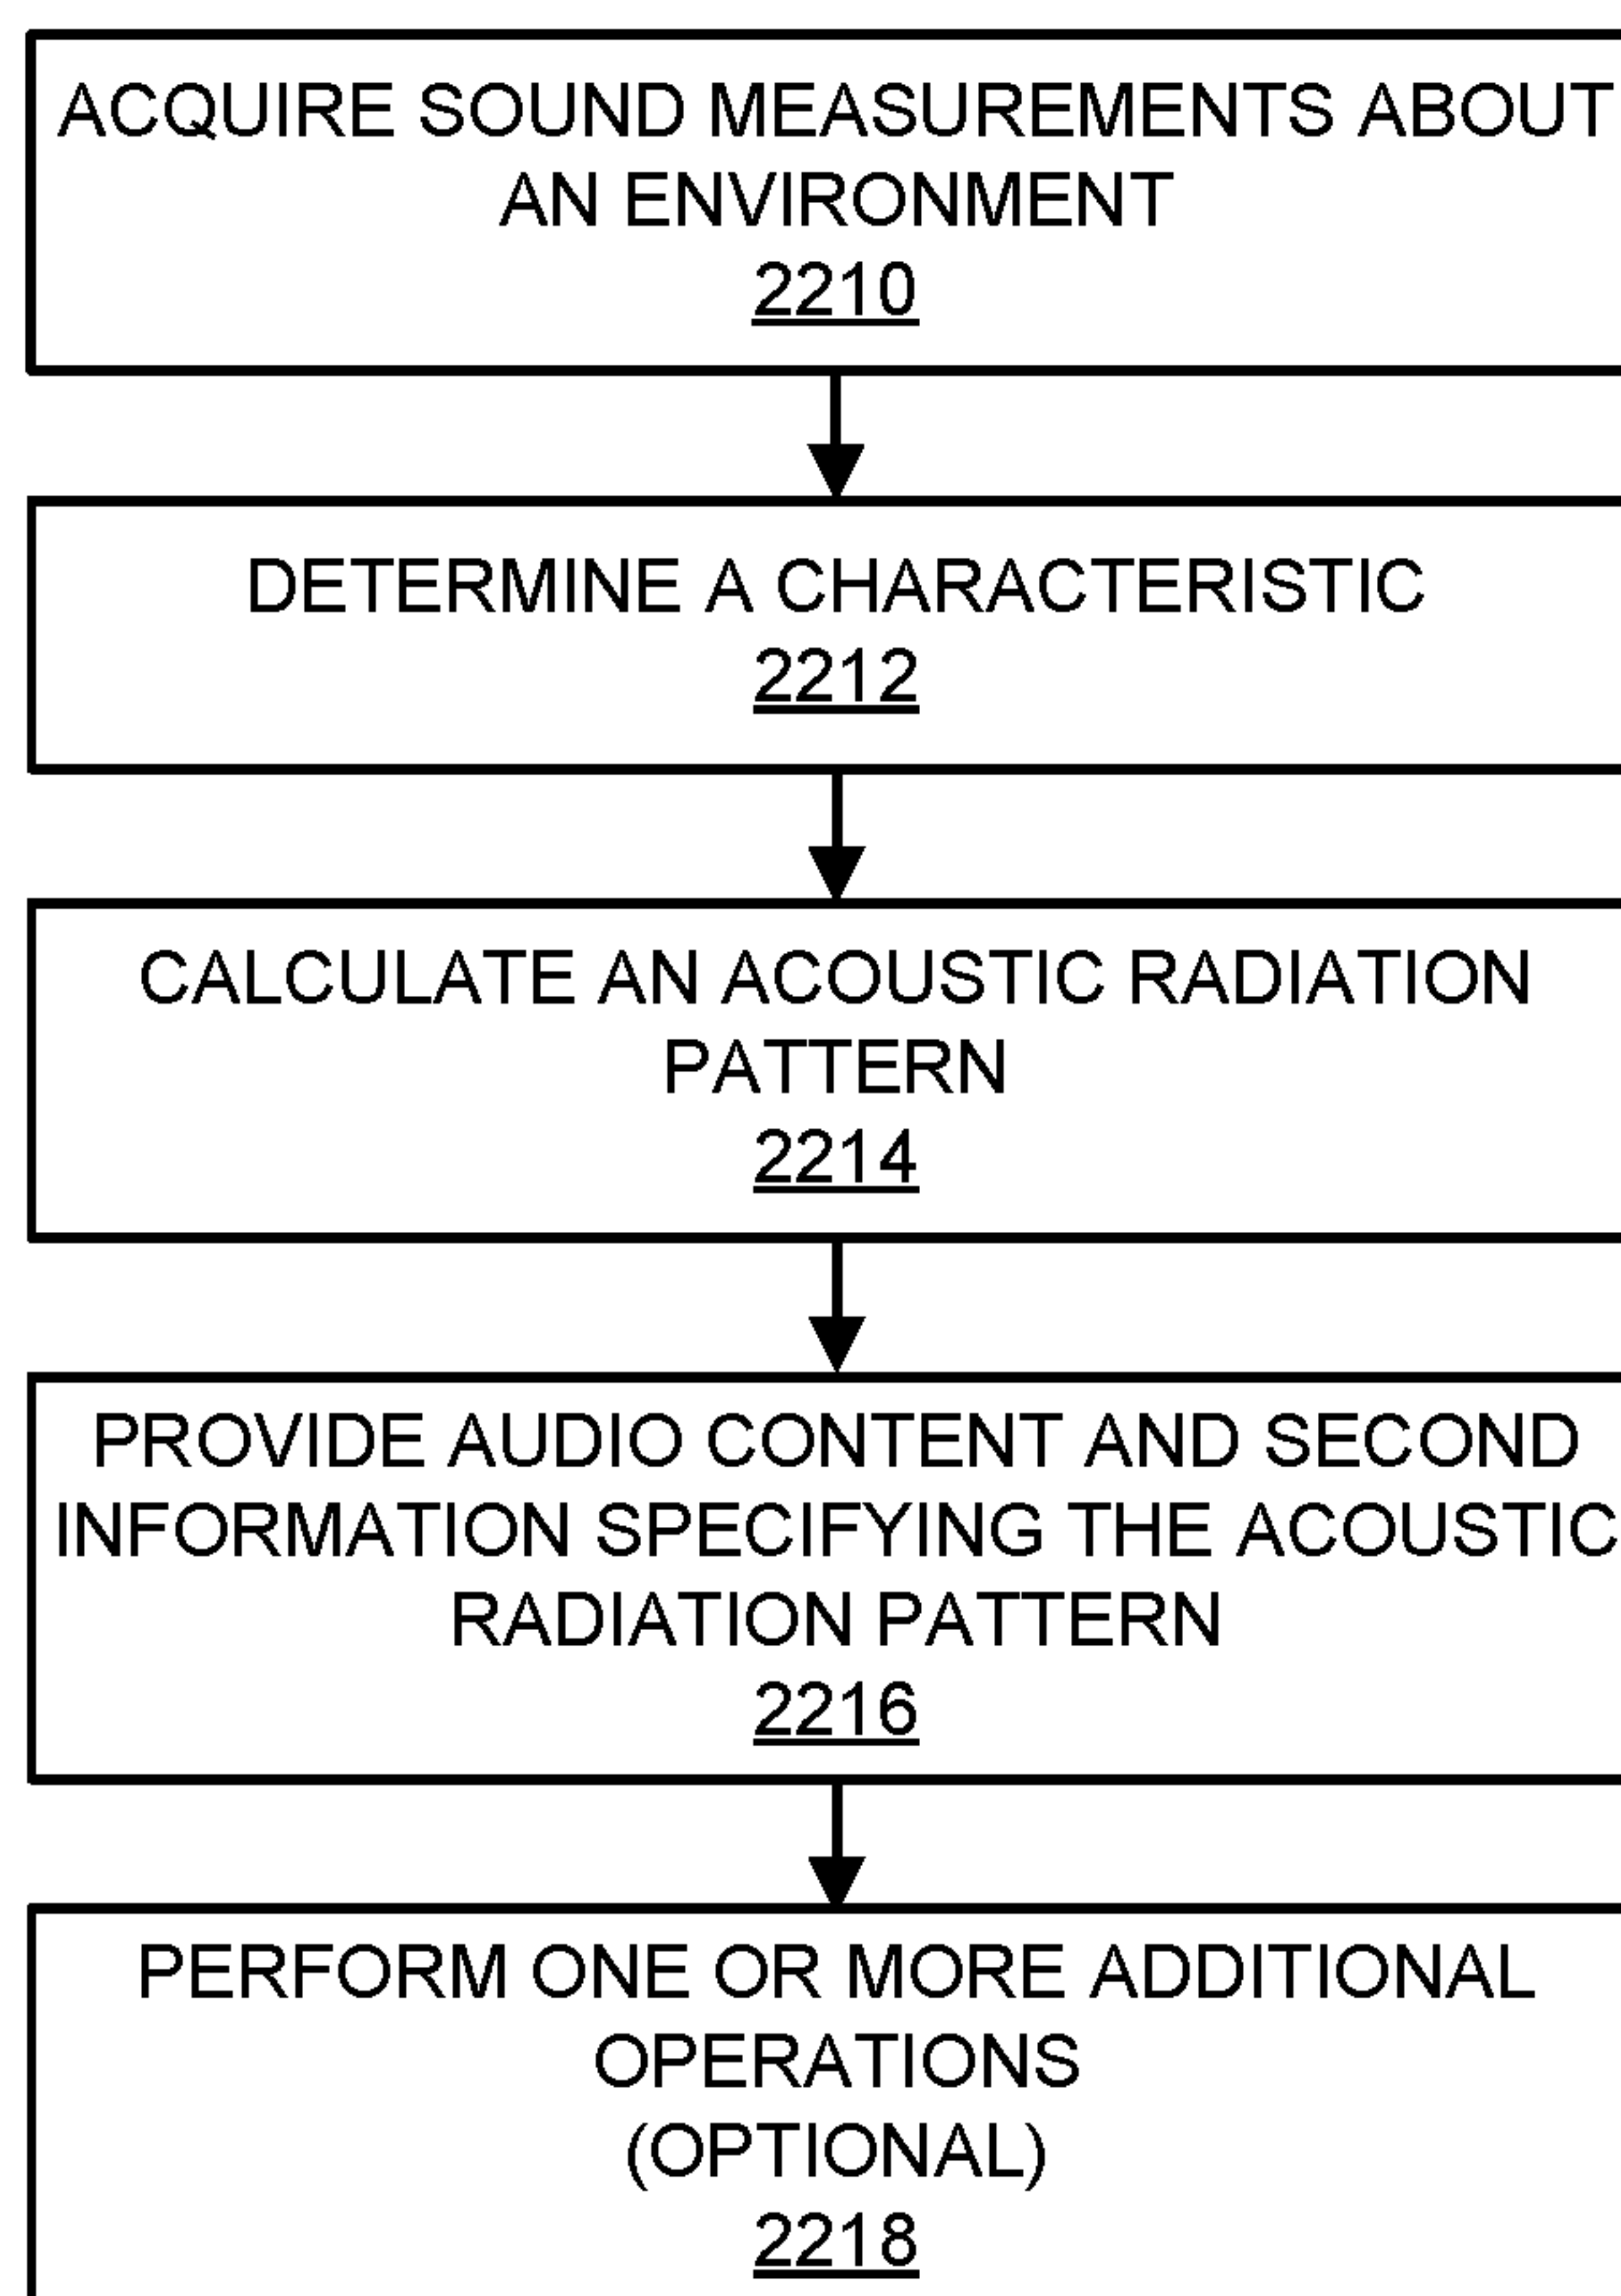 ACQUIRE SOUND MEASUREMENTS ABOUT
AN ENVIRONMENT
2210
DETERMINE A CHARACTERISTIC
2212
CALCULATE AN ACOUSTIC RADIATION
PATTERN
2214
PROVIDE AUDIO CONTENT AND SECOND
INFORMATION SPECIFYING THE ACOUSTIC
RADIATION PATTERN
2216
PERFORM ONE OR MORE ADDITIONAL
OPERATIONS
(OPTIONAL)
2218